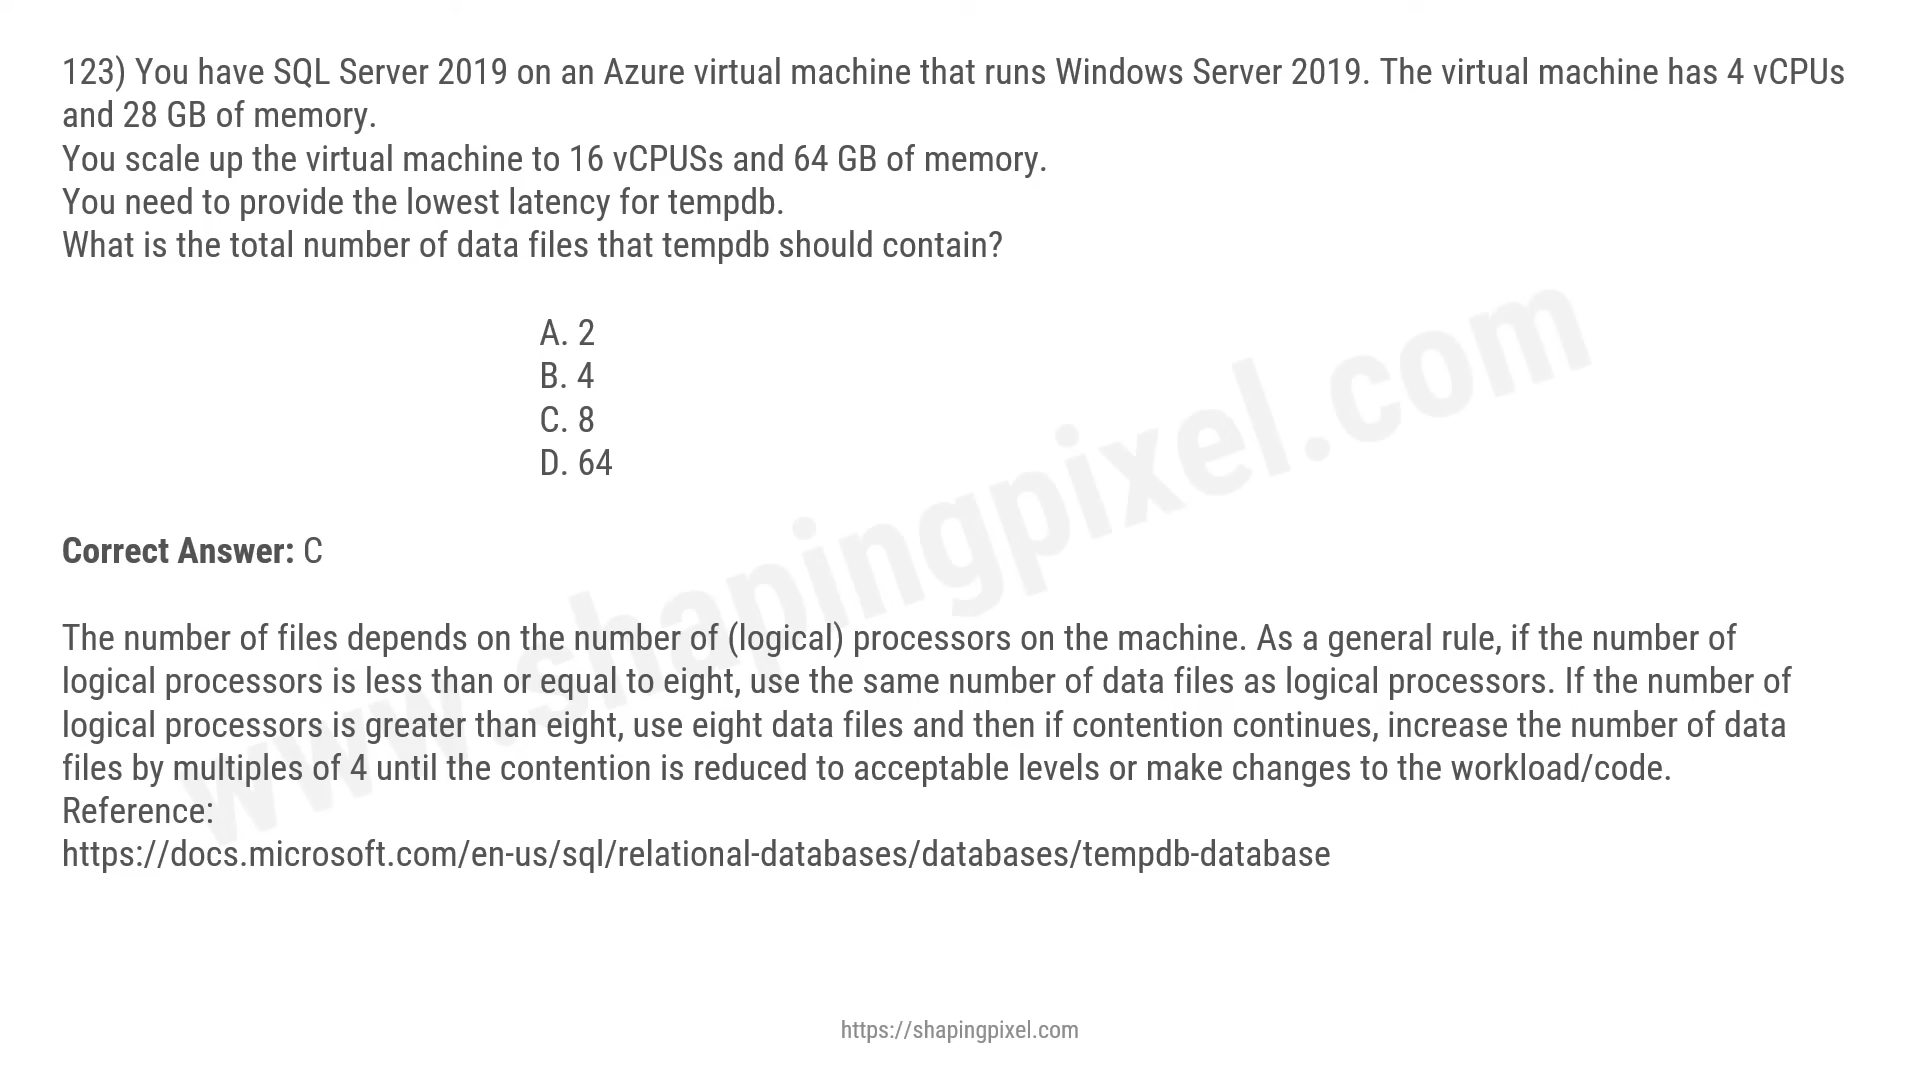 123) You have SQL Server 2019 on an Azure virtual machine that runs Windows Server 2019. The virtual machine has 4 vCPUs
and 28 GB of memory.
You scale up the virtual machine to 16 vCPUSs and 64 GB of memory.
You need to provide the lowest latency for tempdb.
What is the total number of data files that tempdb should contain?
A. 2
B. 4
C. 8
D. 64
Correct Answer: C
The number of files depends on the number of (logical) processors on the machine. As a general rule, if the number of
logical processors is less than or equal to eight, use the same number of data files as logical processors. If the number of
logical processors is greater than eight, use eight data files and then if contention continues, increase the number of data
files by multiples of 4 until the contention is reduced to acceptable levels or make changes to the workload/code.
Reference:
https://docs.microsoft.com/en-us/sql/relational-databases/databases/tempdb-database
www.shapingpixel.com
https://shapingpixel.com